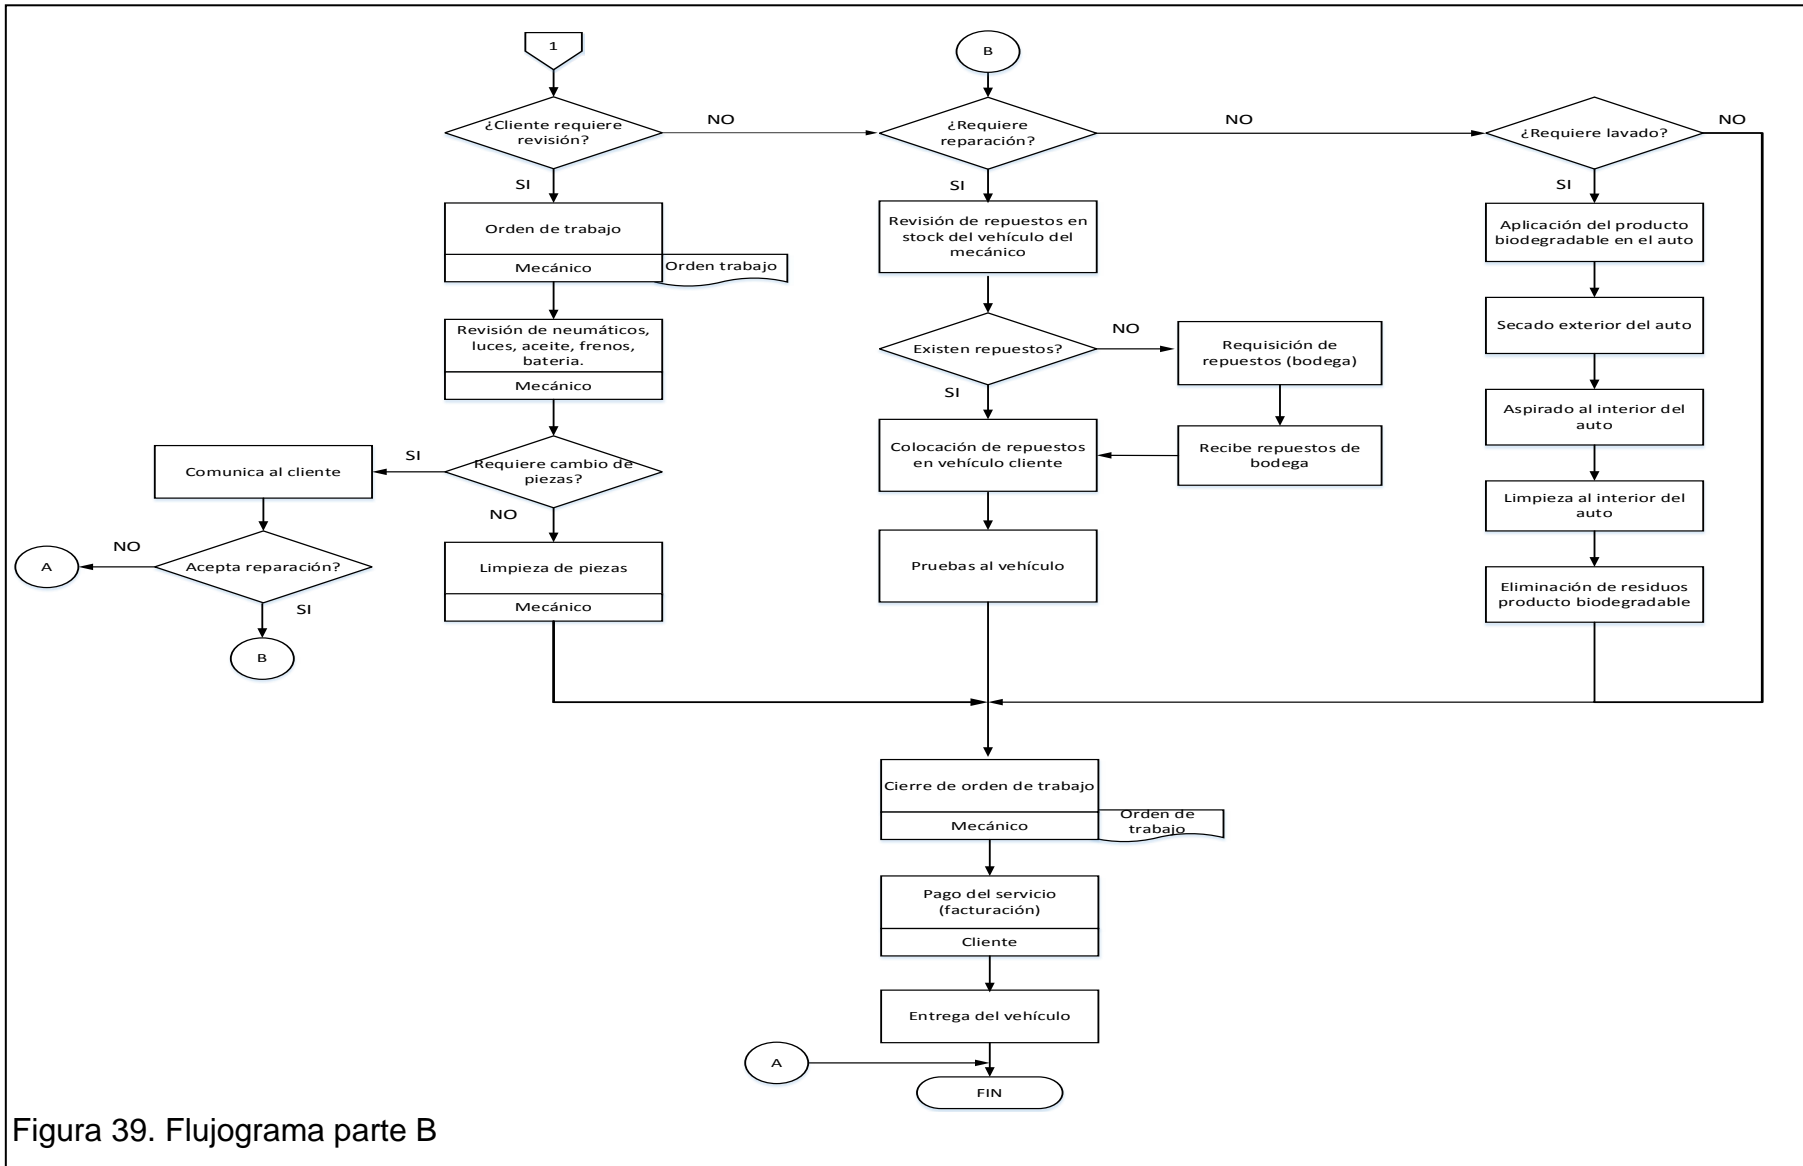 1
B
¿Cliente requiere
revisión?
NO
¿Requiere
reparación?
NO
¿Requiere lavado?
NO
SI
SI
SI
Orden de trabajo
Mecánico
Orden trabajo
Revisión de repuestos en
stock del vehículo del
mecánico
Aplicación del producto
biodegradable en el auto
Revisión de neumáticos,
luces, aceite, frenos,
bateria.
Mecánico
Existen repuestos?
NO
Requisición de
repuestos (bodega)
Secado exterior del auto
SI
Aspirado al interior del
auto
Comunica al cliente
SI
Requiere cambio de
piezas?
Colocación de repuestos
en vehículo cliente
Recibe repuestos de
bodega
Limpieza al interior del
auto
NO
A
NO
Acepta reparación?
Limpieza de piezas
Mecánico
Pruebas al vehículo
Eliminación de residuos
producto biodegradable
SI
B
Cierre de orden de trabajo
Mecánico
Orden de
trabajo
Pago del servicio
(facturación)
Cliente
Entrega del vehículo
A
FIN
Figura 39. Flujograma parte B